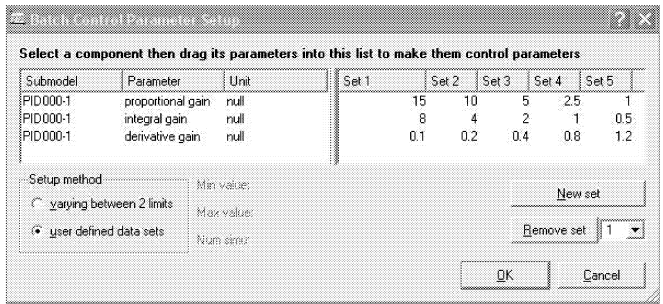 Batch Control Parameter Setup ? X
Select a component then drag its parameters into this list to make them control parameters
Submodel Parameter Unit Set 1 Set 2 Set 3 Set 4 Set 5
PID000-1 proportional gain null 15 10 5 2.5 1
PID000-1 integral gain null 8 4 2 1 0.5
PID000-1 derivative gain null 0.1 0.2 0.4 0.8 1.2
Setup method
varying between 2 limits
user defined data sets
Min value:
Max value:
Num simu:
New set
Remove set 1
OK Cancel